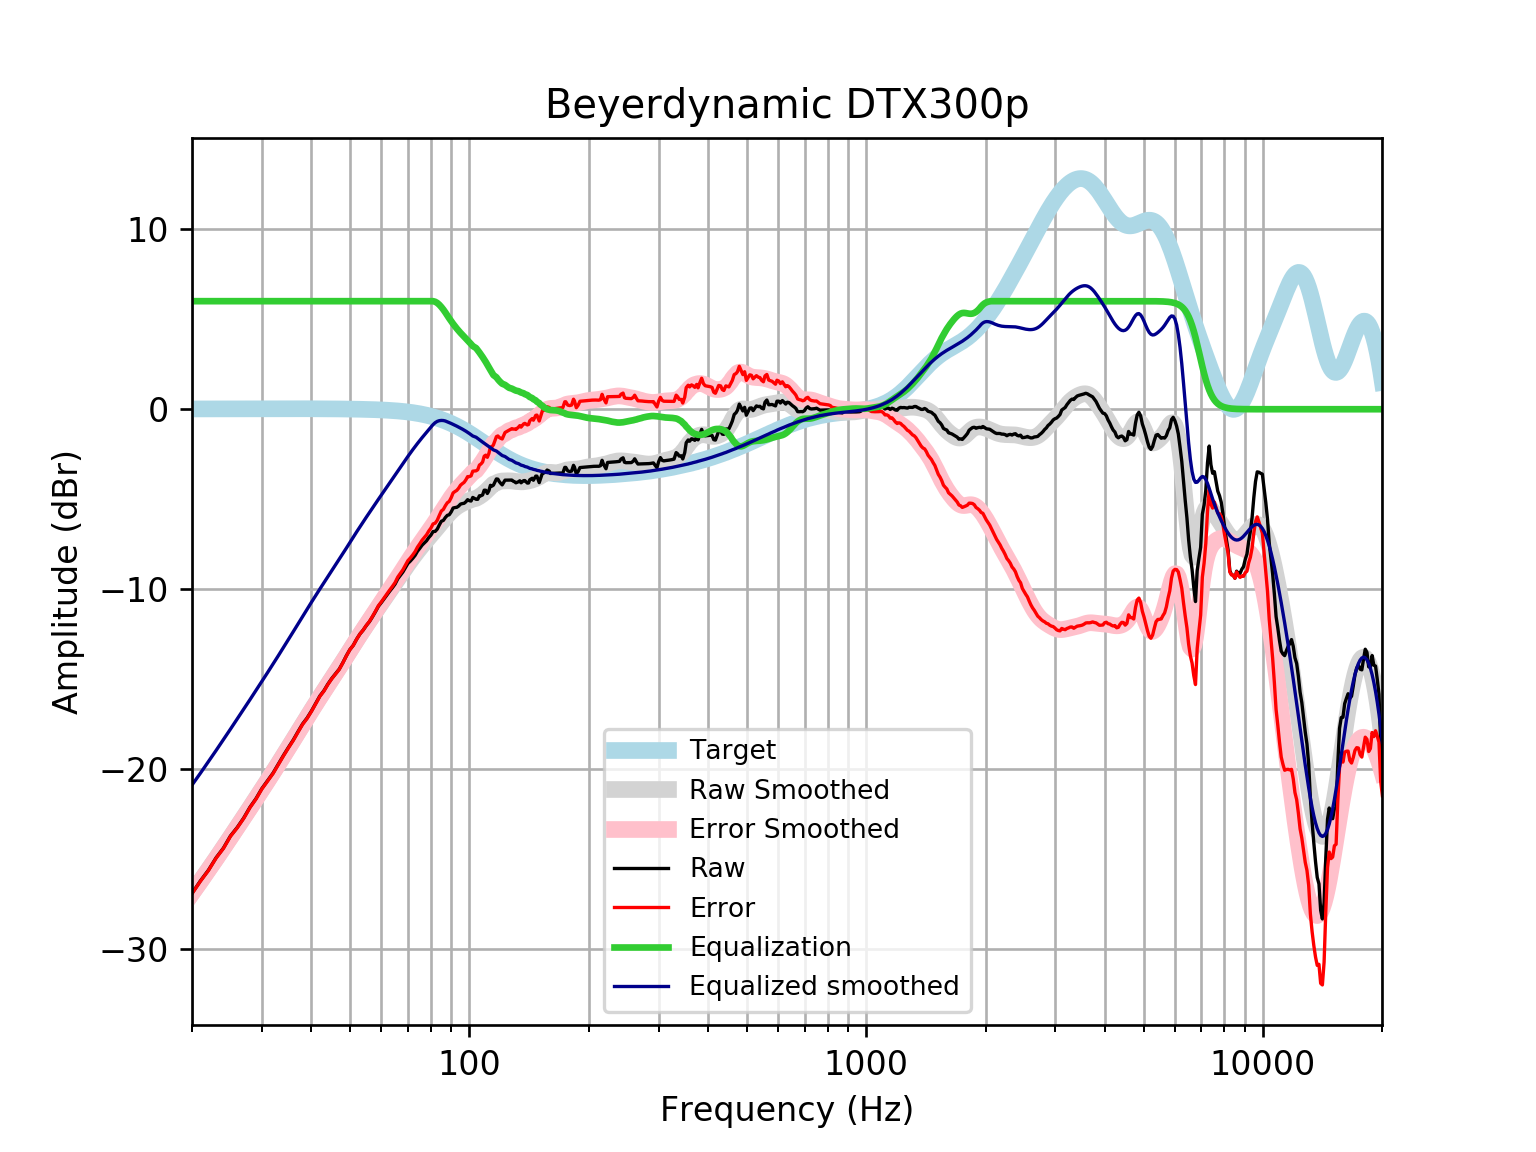 Beyerdynamic DTX300p
Amplitude (dBr)
10
0
−10
−20
−30
Target
Raw Smoothed
Error Smoothed
Raw
Error
Equalization
Equalized smoothed
100
1000
10000
Frequency (Hz)